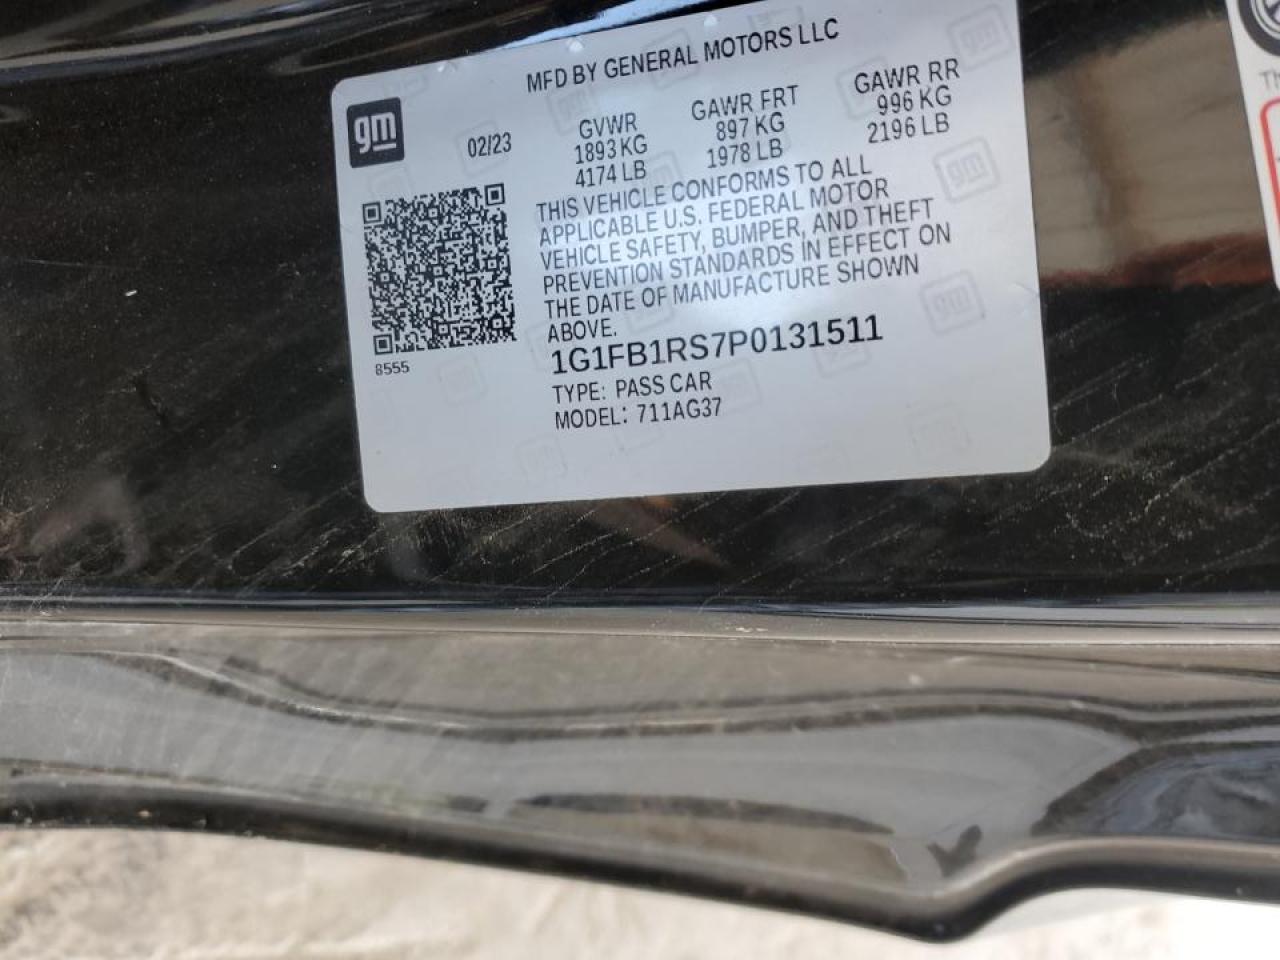 MFD BY GENERAL MOTORS LLC
gm
02/23
GVWR
1893 KG
4174 LB
GAWR FRT
897 KG
1978 LB
GAWR RR
996 KG
2196 LB
THIS VEHICLE CONFORMS TO ALL
APPLICABLE U.S. FEDERAL MOTOR
VEHICLE SAFETY, BUMPER, AND THEFT
PREVENTION STANDARDS IN EFFECT ON
THE DATE OF MANUFACTURE SHOWN
ABOVE.
8555
1G1FB1RS7P0131511
TYPE: PASS CAR
MODEL: 711AG37